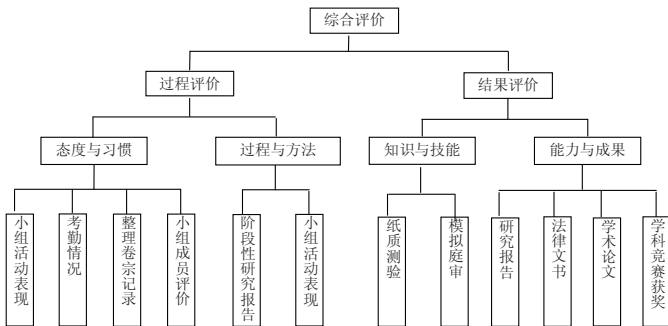 综合评价
过程评价
结果评价
态度与习惯
过程与方法
知识与技能
能力与成果
小组活动表现
考勤情况
整理卷宗记录
小组成员评价
阶段性研究报告
小组活动表现
纸质测验
模拟庭审
研究报告
法律文书
学术论文
学科竞赛获奖